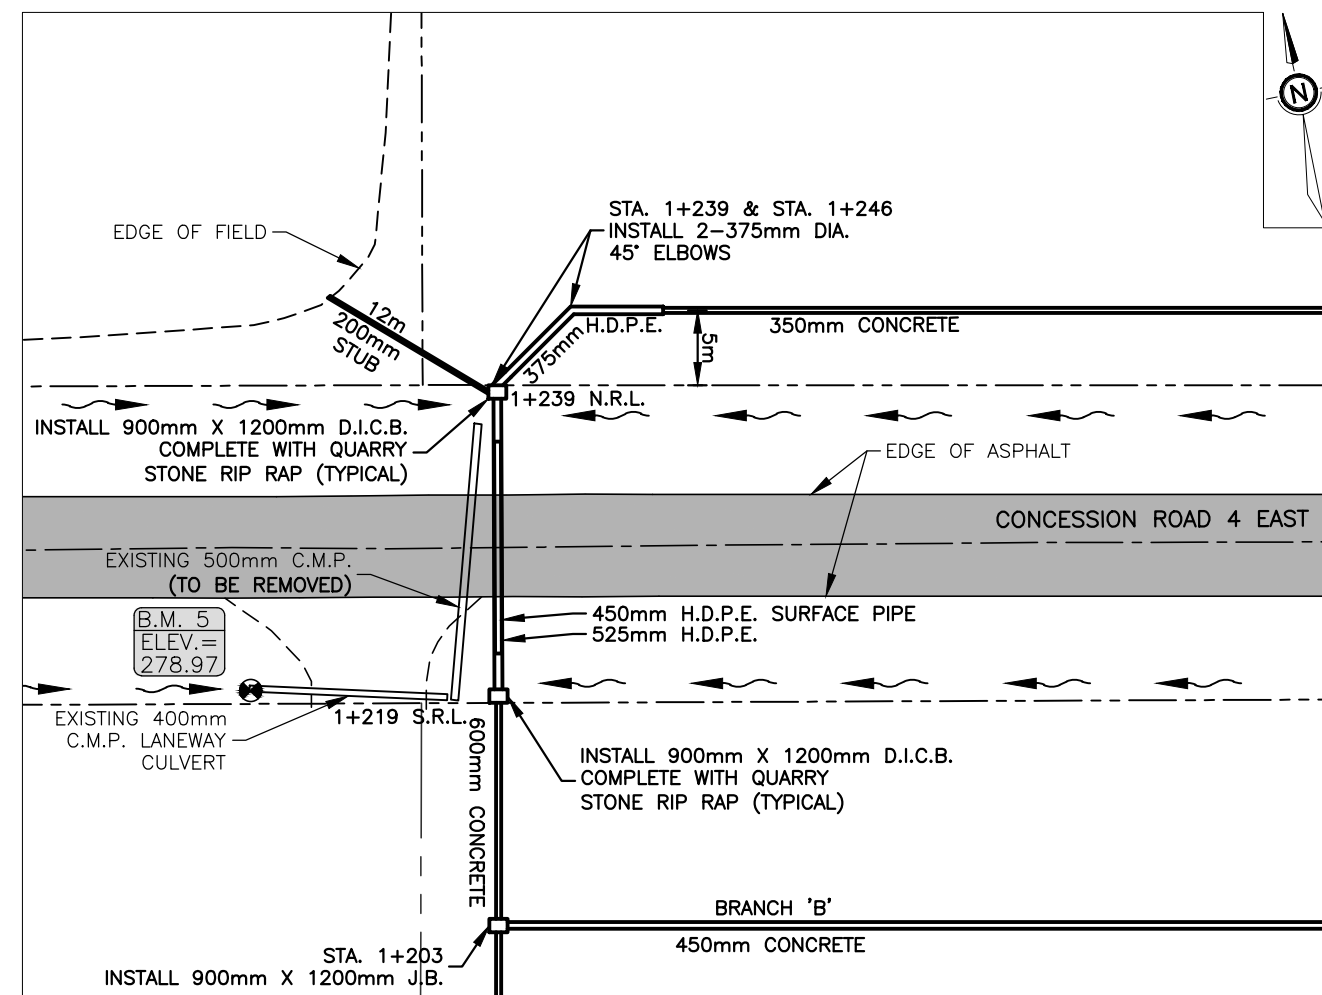 N
STA. 1+239 & STA. 1+246
INSTALL 2-375mm DIA.
45° ELBOWS
EDGE OF FIELD
12m
200mm
STUB
375mm
H.D.P.E.
350mm CONCRETE
5m
1+239 N.R.L.
INSTALL 900mm X 1200mm D.I.C.B.
COMPLETE WITH QUARRY
STONE RIP RAP (TYPICAL)
EDGE OF ASPHALT
CONCESSION ROAD 4 EAST
EXISTING 500mm C.M.P.
(TO BE REMOVED)
B.M. 5
ELEV.=
278.97
450mm H.D.P.E. SURFACE PIPE
525mm H.D.P.E.
EXISTING 400mm
C.M.P. LANEWAY
CULVERT
1+219 S.R.L.
600mm CONCRETE
INSTALL 900mm X 1200mm D.I.C.B.
COMPLETE WITH QUARRY
STONE RIP RAP (TYPICAL)
BRANCH 'B'
450mm CONCRETE
STA. 1+203
INSTALL 900mm X 1200mm J.B.